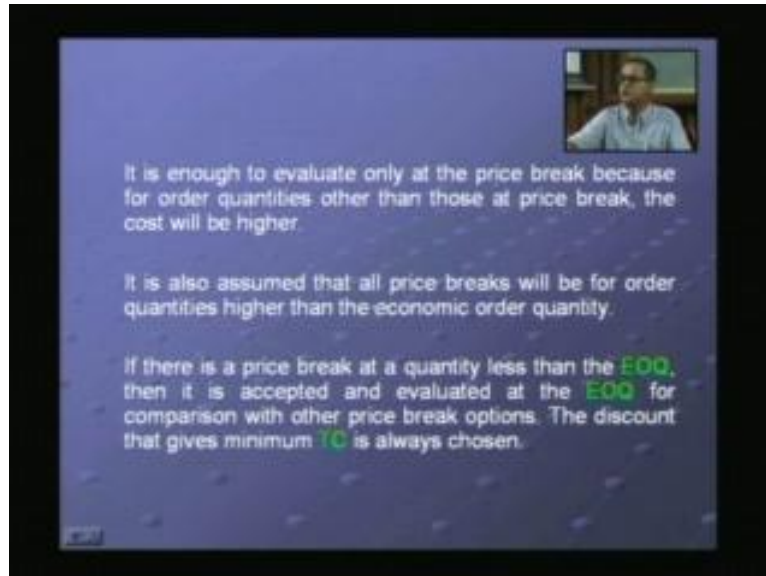 It is enough to evaluate only at the price break because
for order quantities other than those at price break, the
cost will be higher.
It is also assumed that all price breaks will be for order
quantities higher than the economic order quantity.
If there is a price break at a quantity less than the EOQ,
then it is accepted and evaluated at the EOQ for
comparison with other price break options. The discount
that gives minimum TC is always chosen.